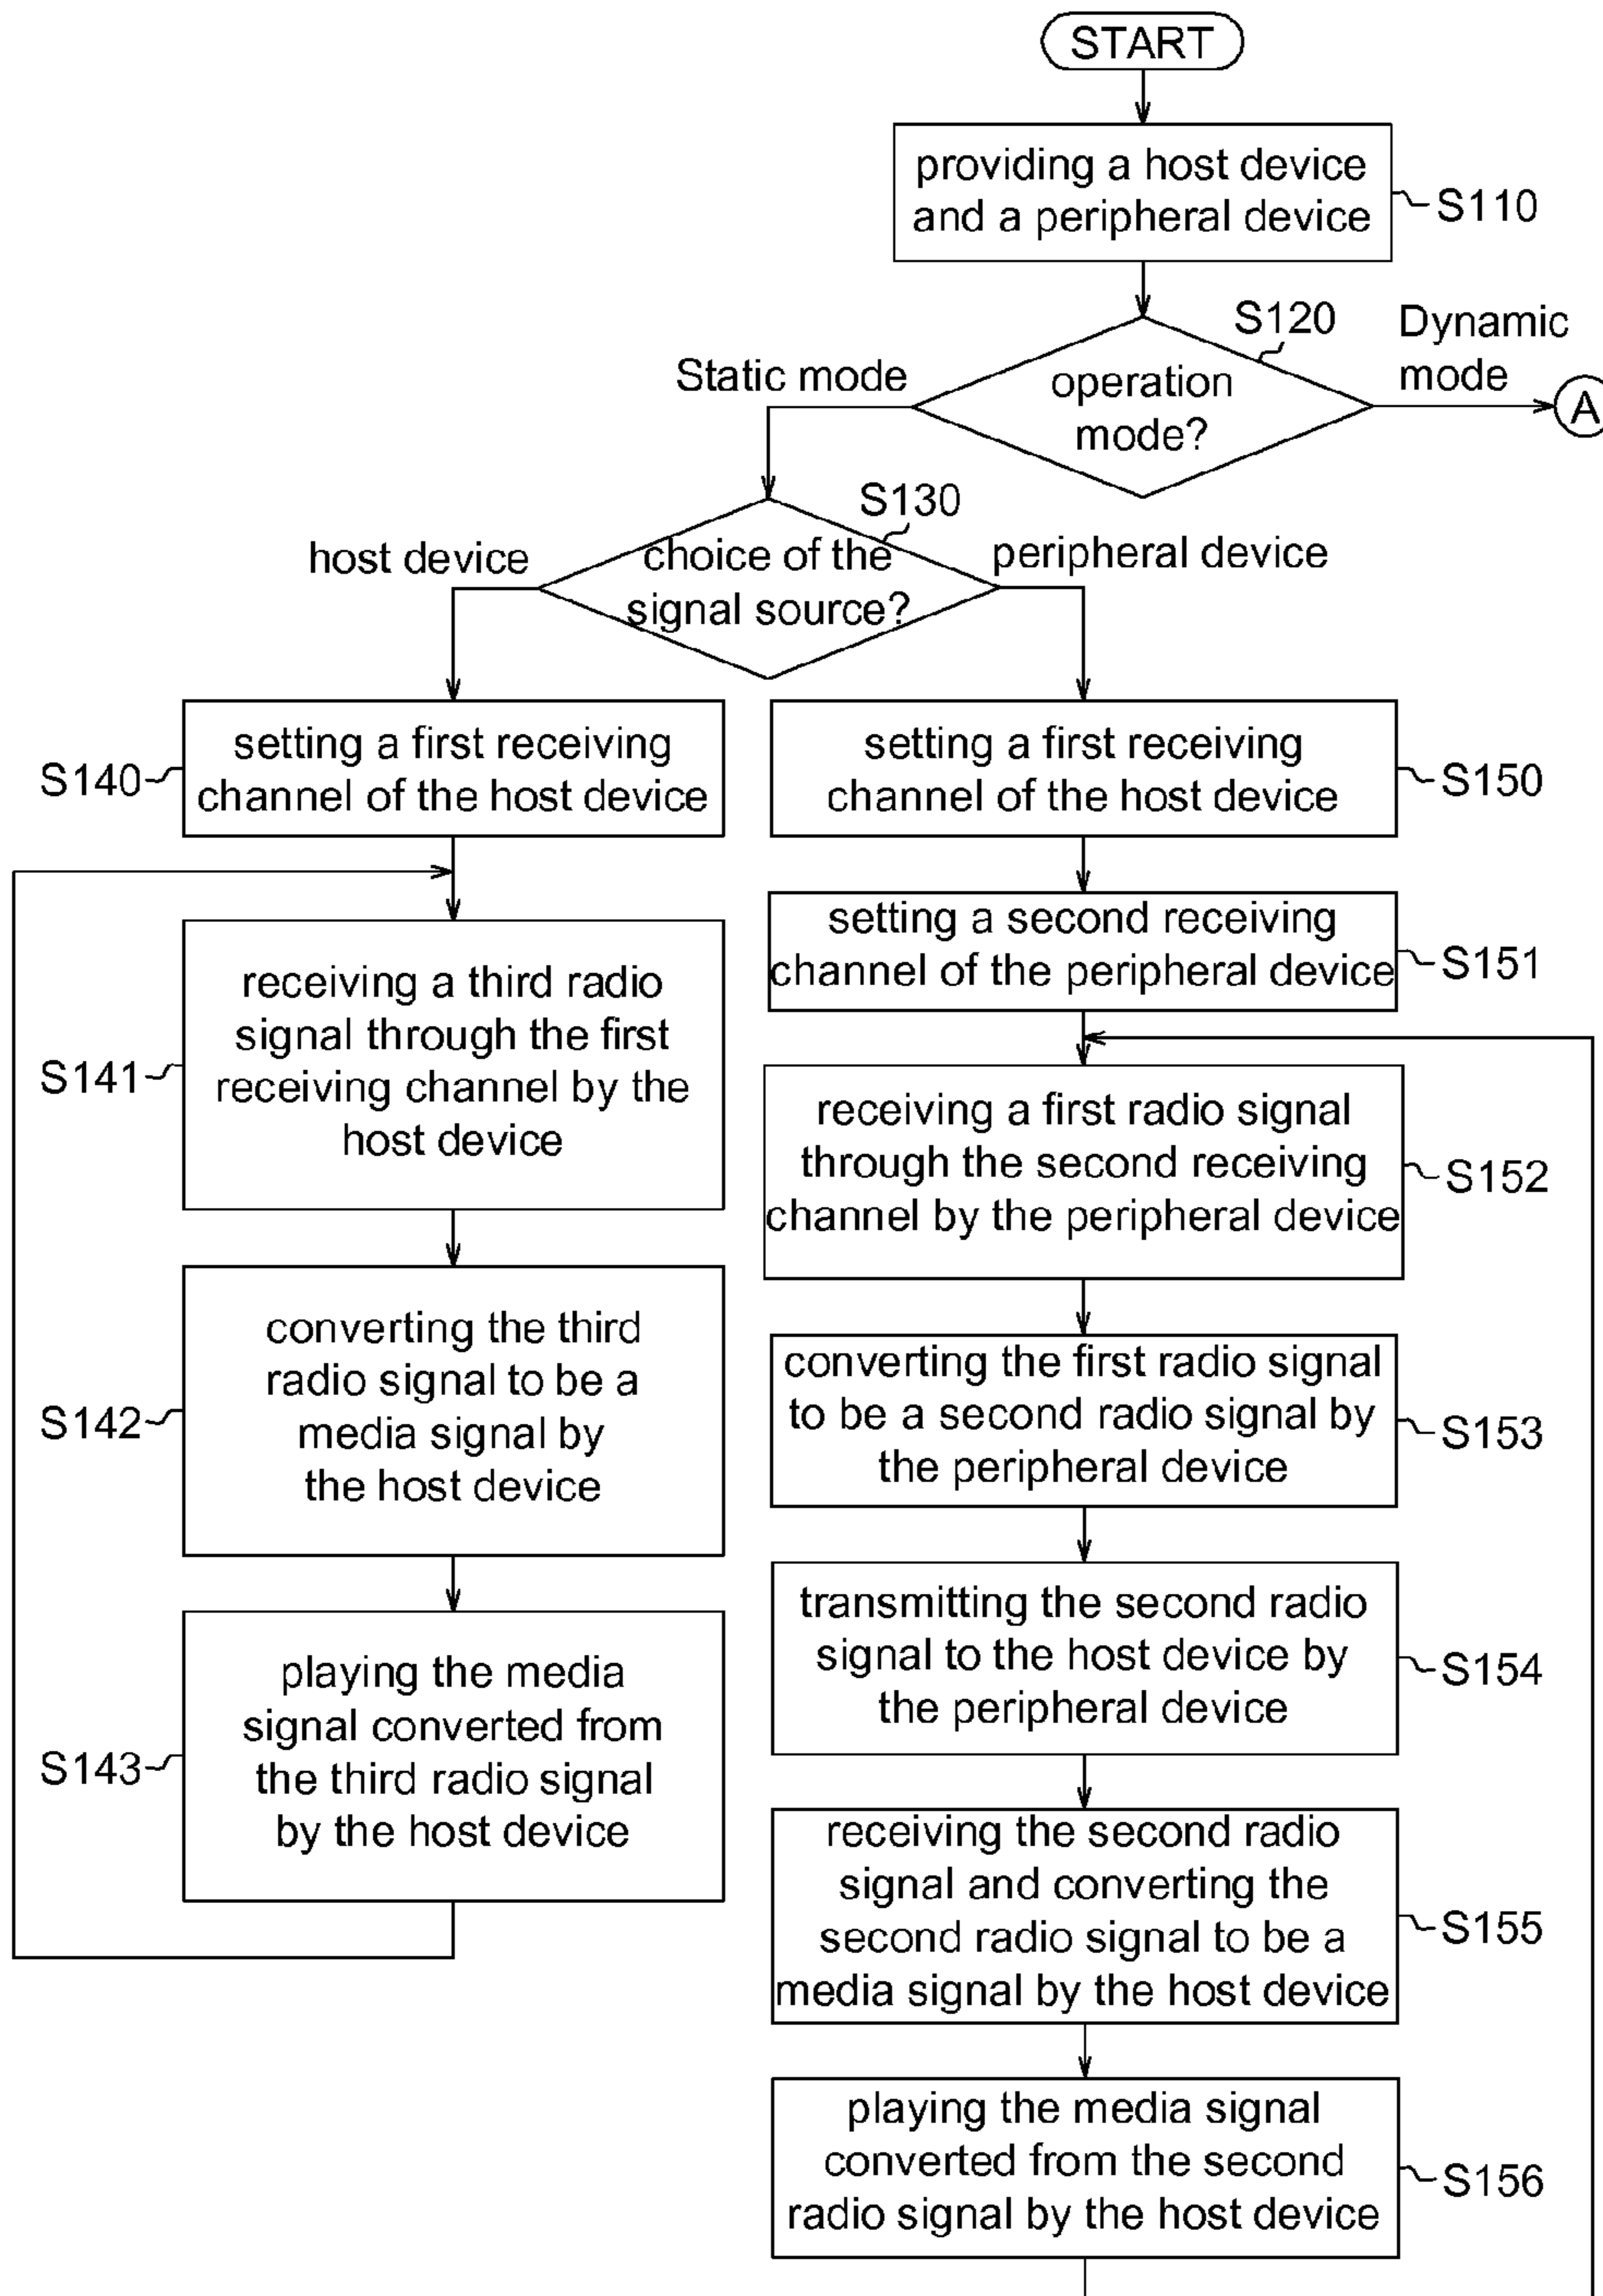 START
providing a host device
and a peripheral device
S110
S120
Dynamic
mode
Static mode
operation
mode?
A
S130
host device
choice of the
signal source?
peripheral device
S140
setting a first receiving
channel of the host device
setting a first receiving
channel of the host device
S150
setting a second receiving
channel of the peripheral device
S151
S141
receiving a third radio
signal through the first
receiving channel by the
host device
receiving a first radio signal
through the second receiving
channel by the peripheral device
S152
S142
converting the third
radio signal to be a
media signal by
the host device
converting the first radio signal
to be a second radio signal by
the peripheral device
S153
transmitting the second radio
signal to the host device by
the peripheral device
S154
S143
playing the media
signal converted from
the third radio signal
by the host device
receiving the second radio
signal and converting the
second radio signal to be a
media signal by the host device
S155
playing the media signal
converted from the second
radio signal by the host device
S156